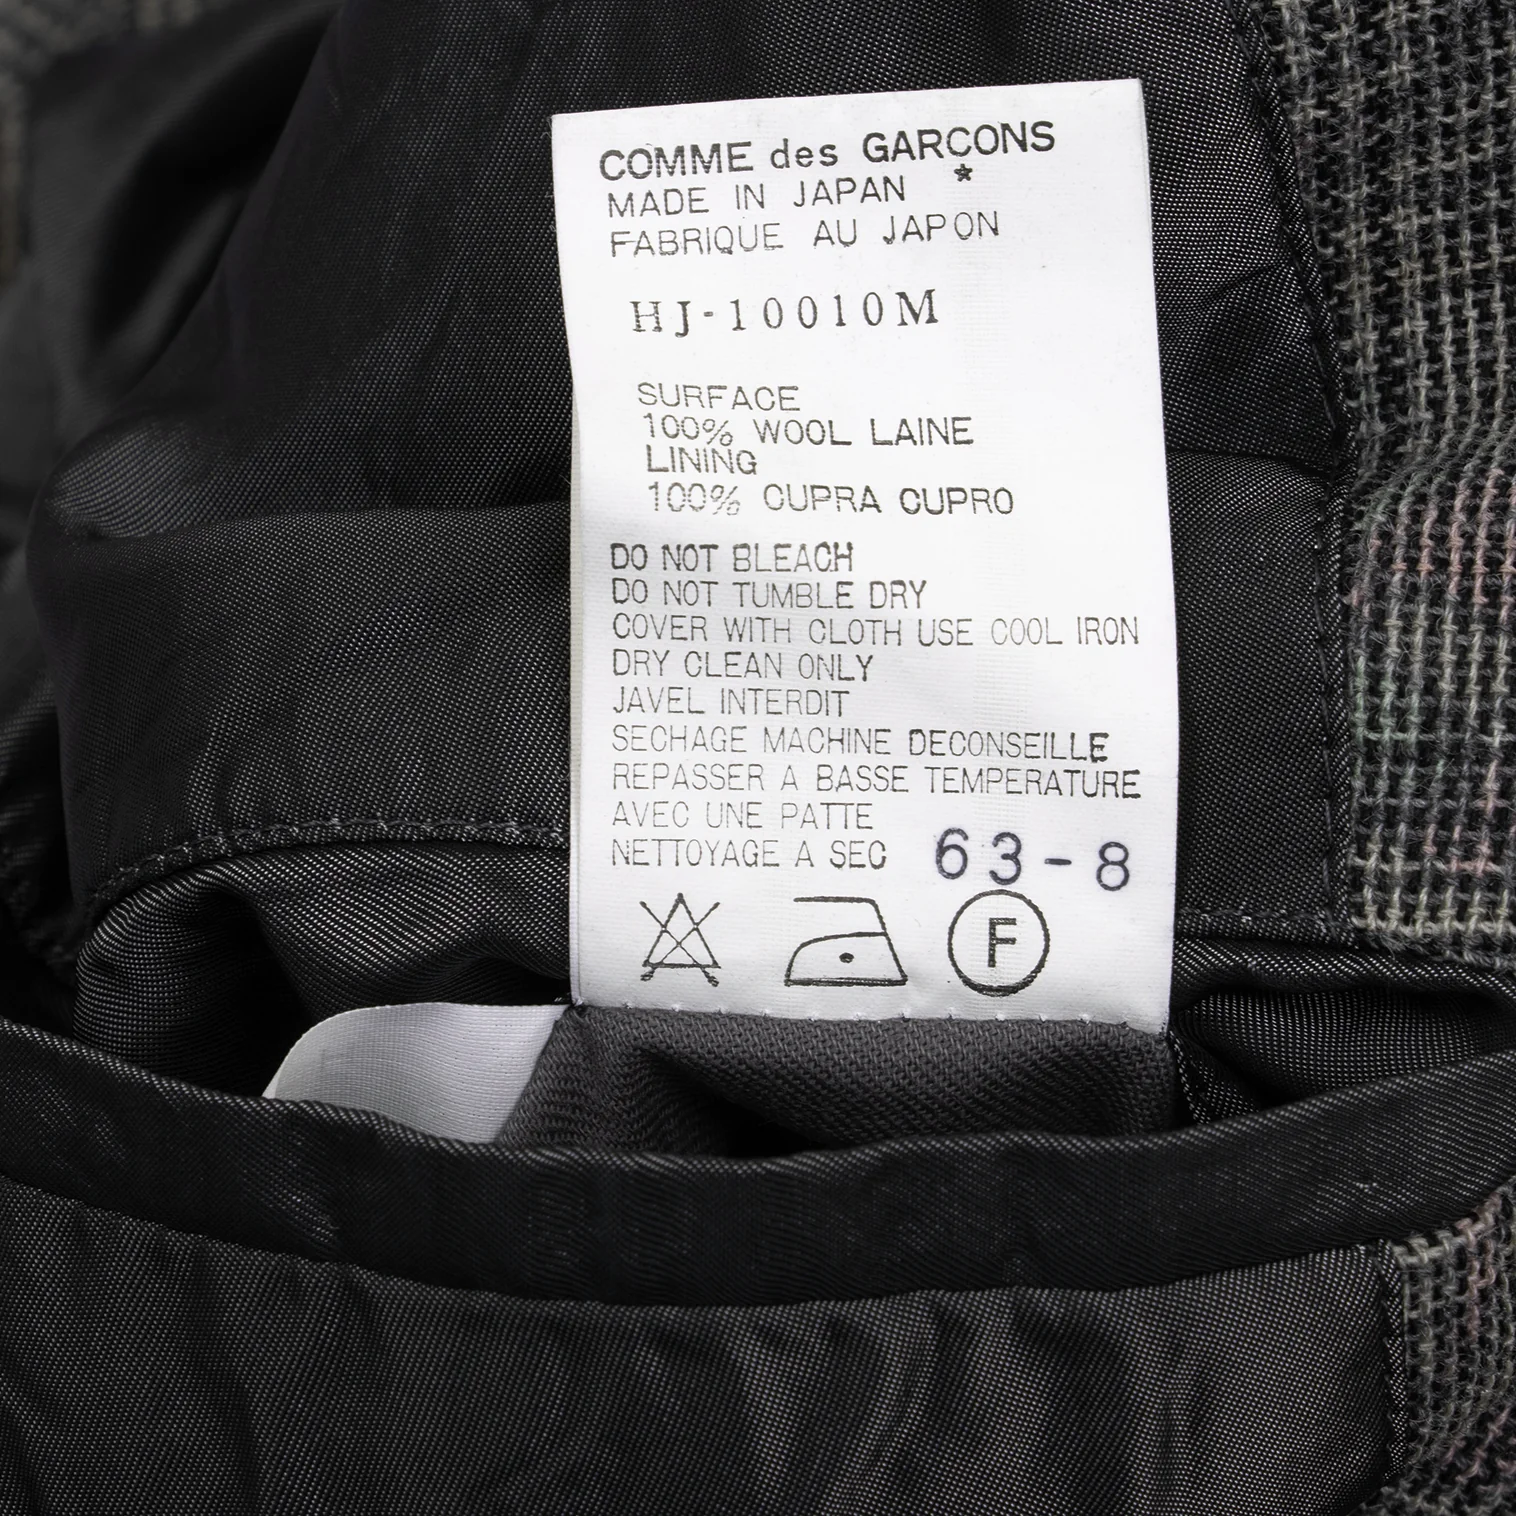 COMME des GARÇONS
*
MADE IN JAPAN
FABRIQUE AU JAPON
HJ-10010M
SURFACE
100% WOOL LAINE
LINING
100% CUPRA CUPRO
DO NOT BLEACH
DO NOT TUMBLE DRY
COVER WITH CLOTH USE COOL IRON
DRY CLEAN ONLY
JAVEL INTERDIT
SECHAGE MACHINE DECONSEILLE
REPASSER A BASSE TEMPERATURE
AVEC UNE PATTE
NETTOYAGE A SEC 63-8
F